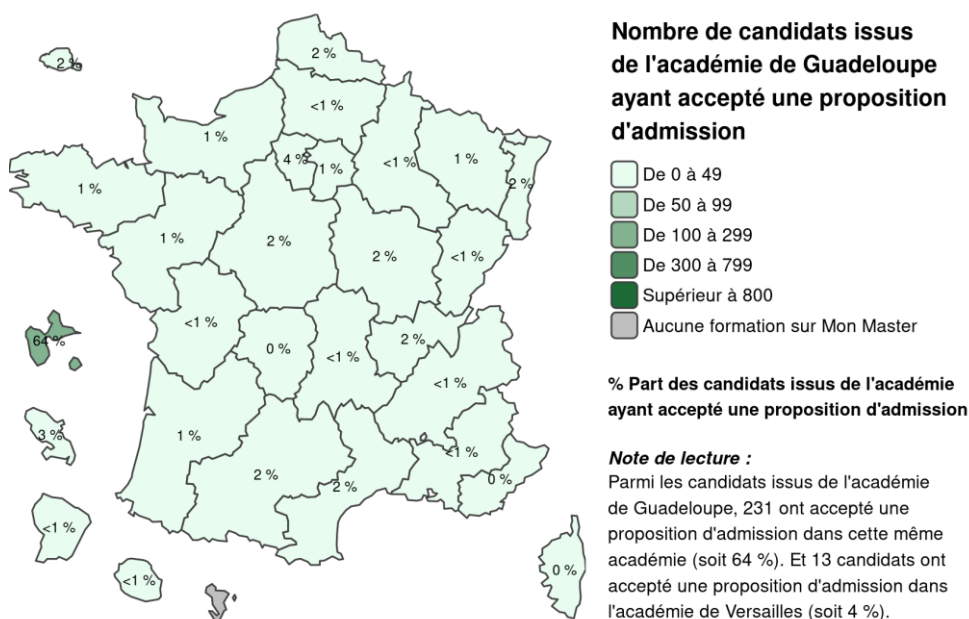 Nombre de candidats issus
de l'académie de Guadeloupe
ayant accepté une proposition
d'admission
De 0 à 49
De 50 à 99
De 100 à 299
De 300 à 799
Supérieur à 800
Aucune formation sur Mon Master
% Part des candidats issus de l'académie
ayant accepté une proposition d'admission
Note de lecture :
Parmi les candidats issus de l'académie
de Guadeloupe, 231 ont accepté une
proposition d'admission dans cette même
académie (soit 64 %). Et 13 candidats ont
accepté une proposition d'admission dans
l'académie de Versailles (soit 4 %).
2 %
2 %
<1 %
1 %
4 %
1 %
<1 %
1 %
2 %
1 %
1 %
2 %
2 %
<1 %
<1 %
0 %
<1 %
2 %
<1 %
64 %
3 %
1 %
2 %
2 %
<1 %
0 %
<1 %
<1 %
0 %